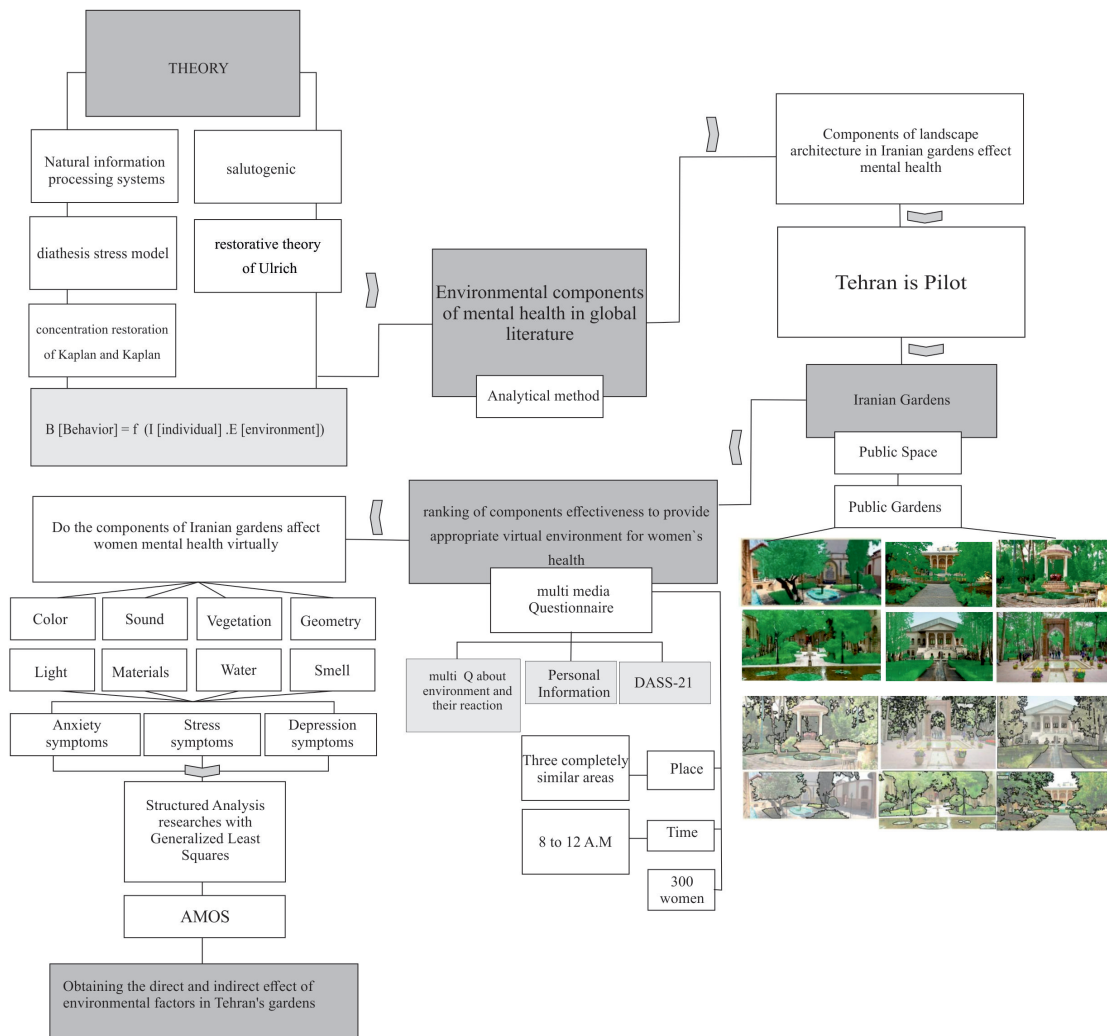 THEORY
Natural information
processing systems
salutogenic
diathesis stress model
restorative theory
of Ulrich
concentration restoration
of Kaplan and Kaplan
B [Behavior] = f (I [individual] .E [environment])
Environmental components
of mental health in global
literature
Analytical method
Components of landscape
architecture in Iranian gardens effect
mental health
Tehran is Pilot
Iranian Gardens
Public Space
Public Gardens
ranking of components effectiveness to provide
appropriate virtual environment for women`s
health
multi media
Questionnaire
multi Q about
environment and
their reaction
Personal
Information
DASS-21
Three completely
similar areas
Place
8 to 12 A.M
Time
300
women
Do the components of Iranian gardens affect
women mental health virtually
Color
Sound
Vegetation
Geometry
Light
Materials
Water
Smell
Anxiety
symptoms
Stress
symptoms
Depression
symptoms
Structured Analysis
researches with
Generalized Least
Squares
AMOS
Obtaining the direct and indirect effect of
environmental factors in Tehran's gardens